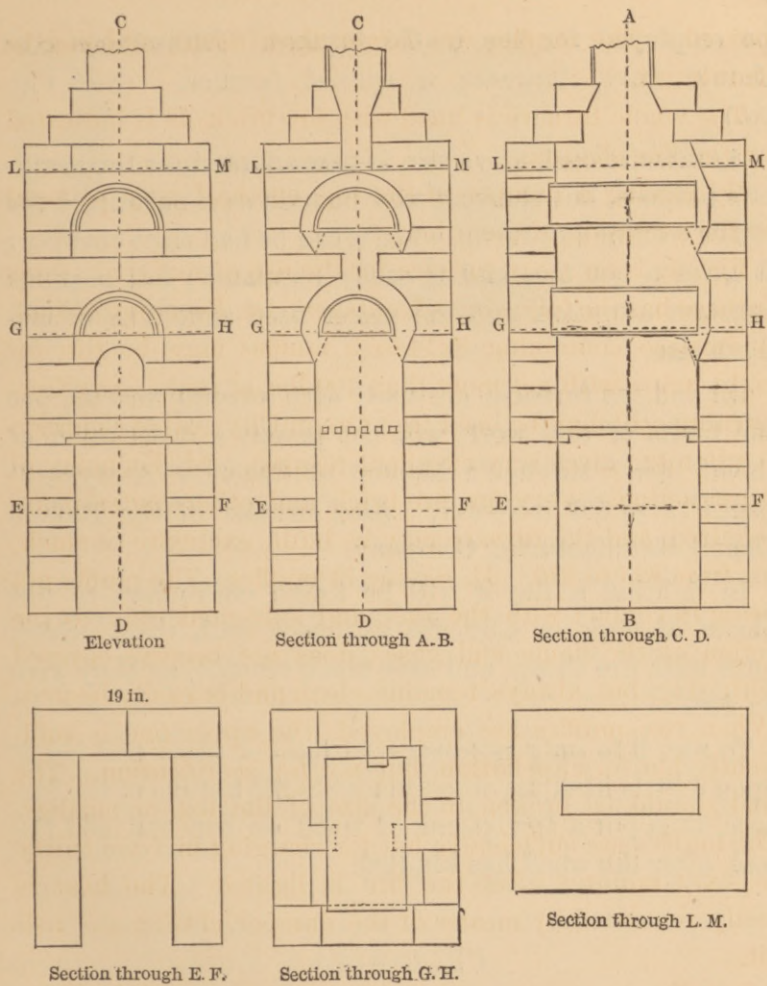 C C A
L M L M L M
G H G H G H
E F E F E F
D D B
Elevation Section through A.B. Section through C. D.
19 in.
Section through E. F. Section through G. H. Section through L. M.